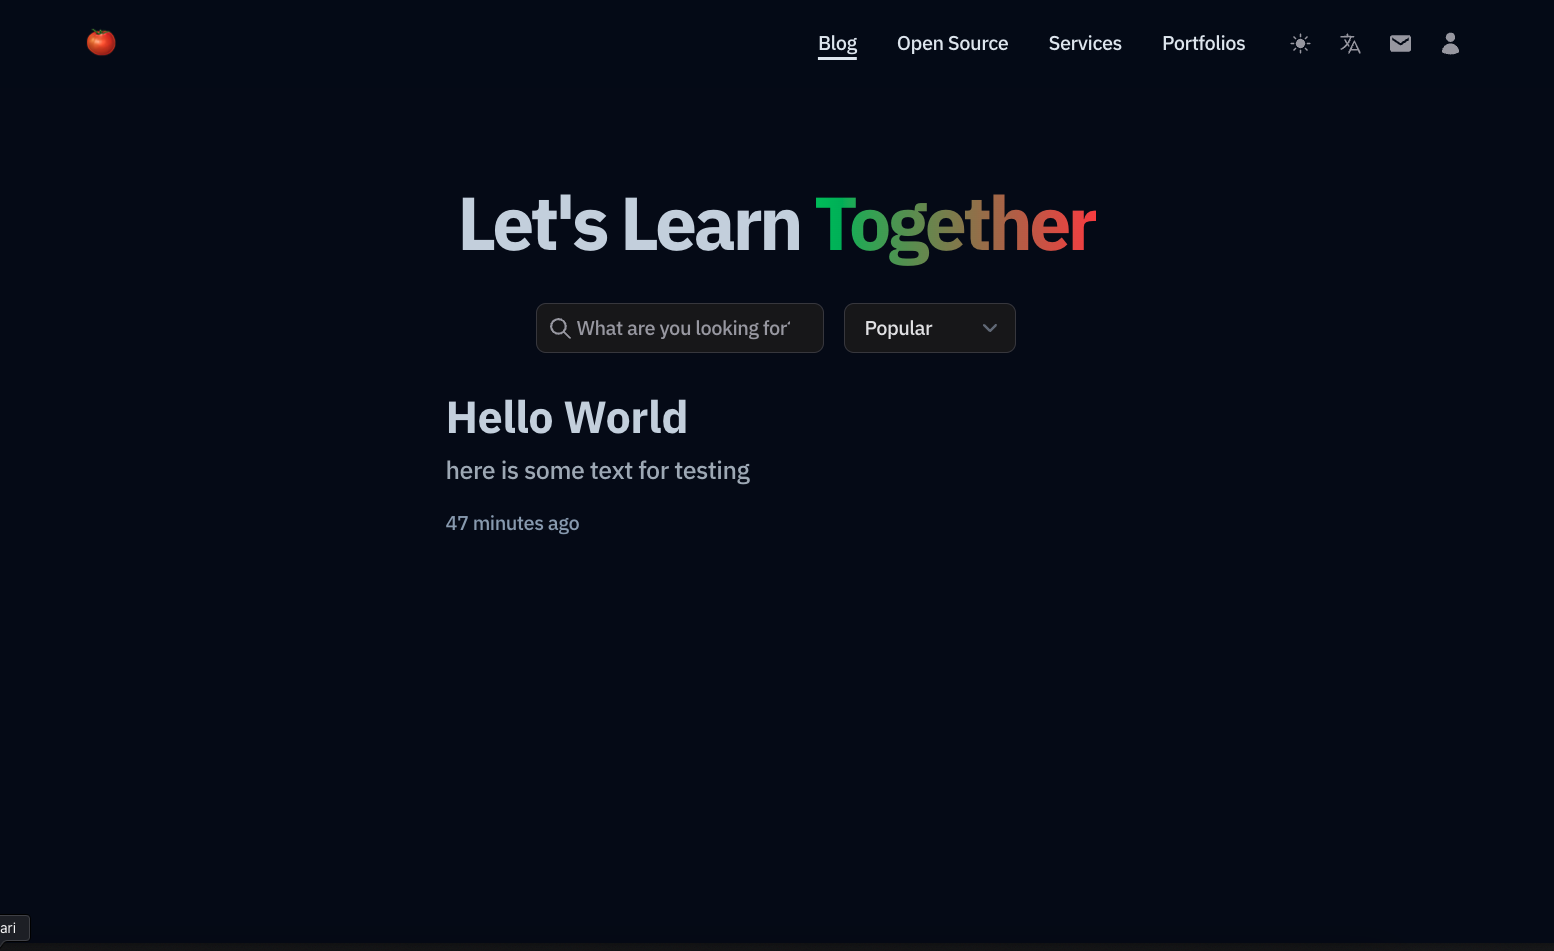 Blog Open Source Services Portfolios
Let's Learn Together
What are you looking for
Popular
Hello World
here is some text for testing
47 minutes ago
ari